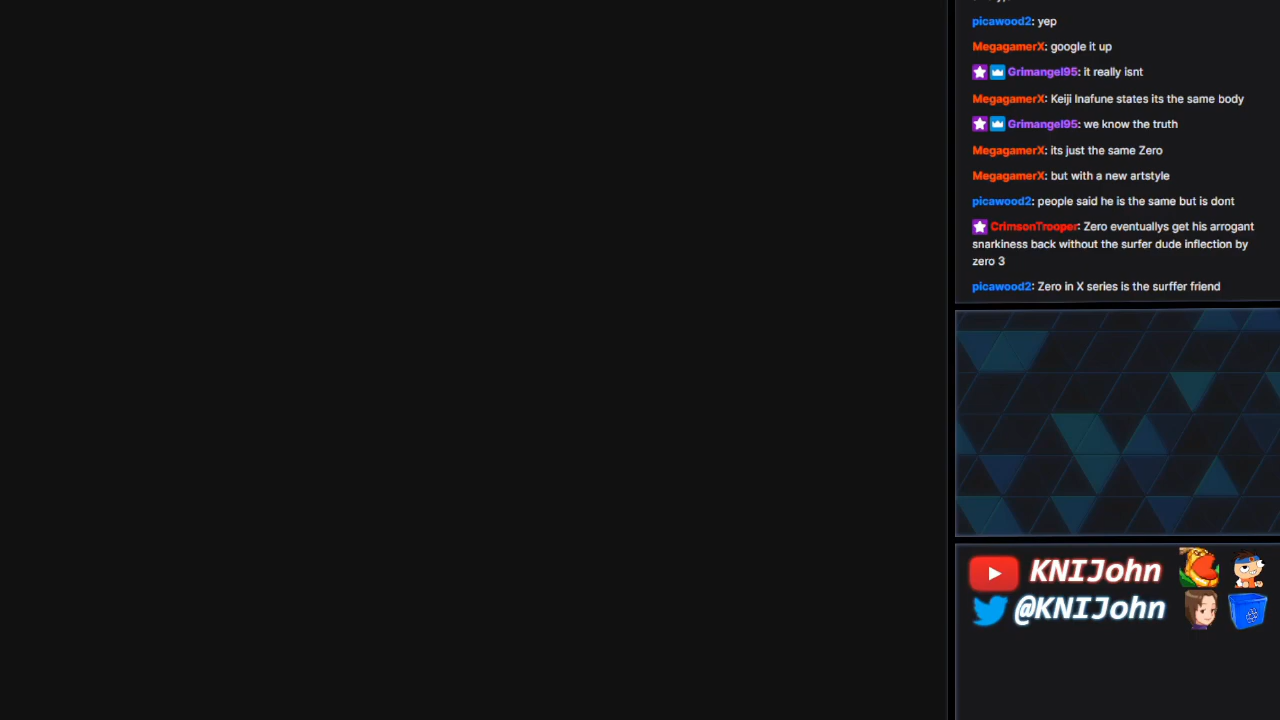 picawood2: yep
MegagamerX: google it up
Grimangel95: it really isnt
MegagamerX: Keiji Inafune states its the same body
Grimangel95: we know the truth
MegagamerX: its just the same Zero
MegagamerX: but with a new artstyle
picawood2: people said he is the same but is dont
CrimsonTrooper: Zero eventuallys get his arrogant
snarkiness back without the surfer dude inflection by
zero 3
picawood2: Zero in X series is the surffer friend
KNIJohn
@KNIJohn